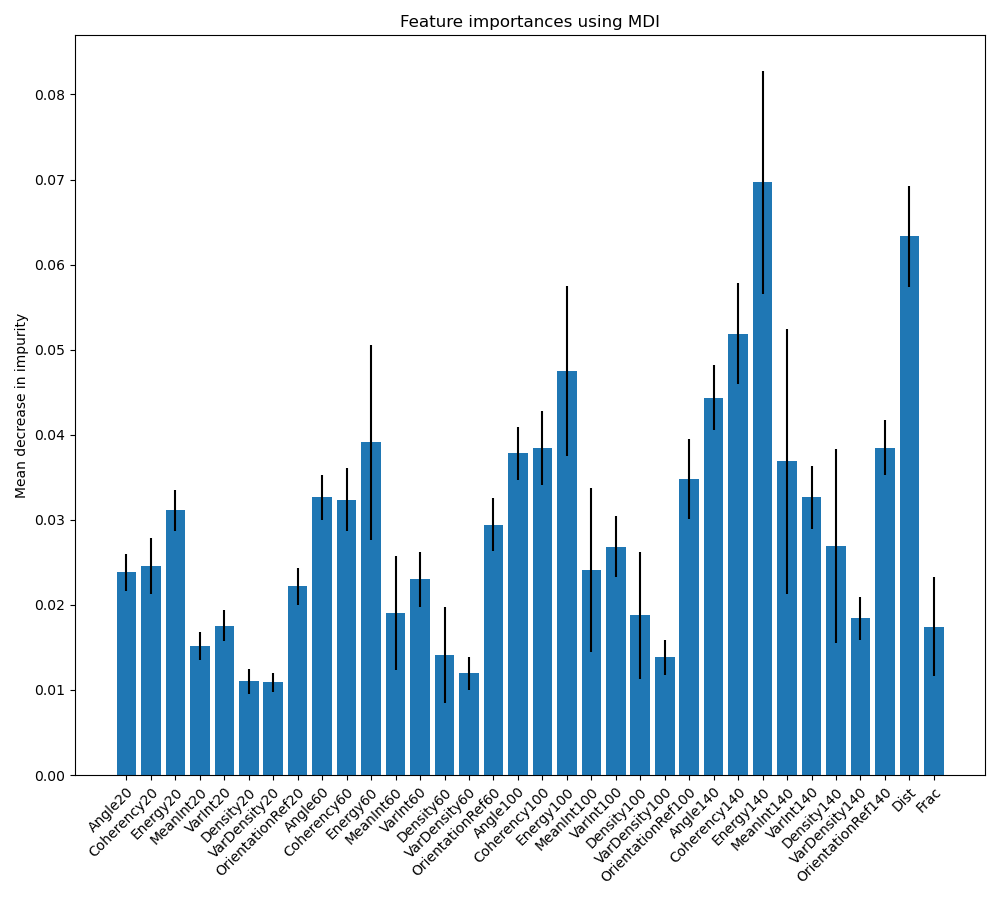 Feature importances using MDI
Mean decrease in impurity
0.08
0.07
0.06
0.05
0.04
0.03
0.02
0.01
0.00
Angle20
Coherency20
Energy20
MeanInt20
VarInt20
Density20
VarDensity20
OrientationRef20
Angle60
Coherency60
Energy60
MeanInt60
VarInt60
Density60
VarDensity60
OrientationRef60
Angle100
Coherency100
Energy100
MeanInt100
VarInt100
Density100
VarDensity100
OrientationRef100
Angle140
Coherency140
Energy140
MeanInt140
VarInt140
Density140
VarDensity140
OrientationRef140
Dist
Frac